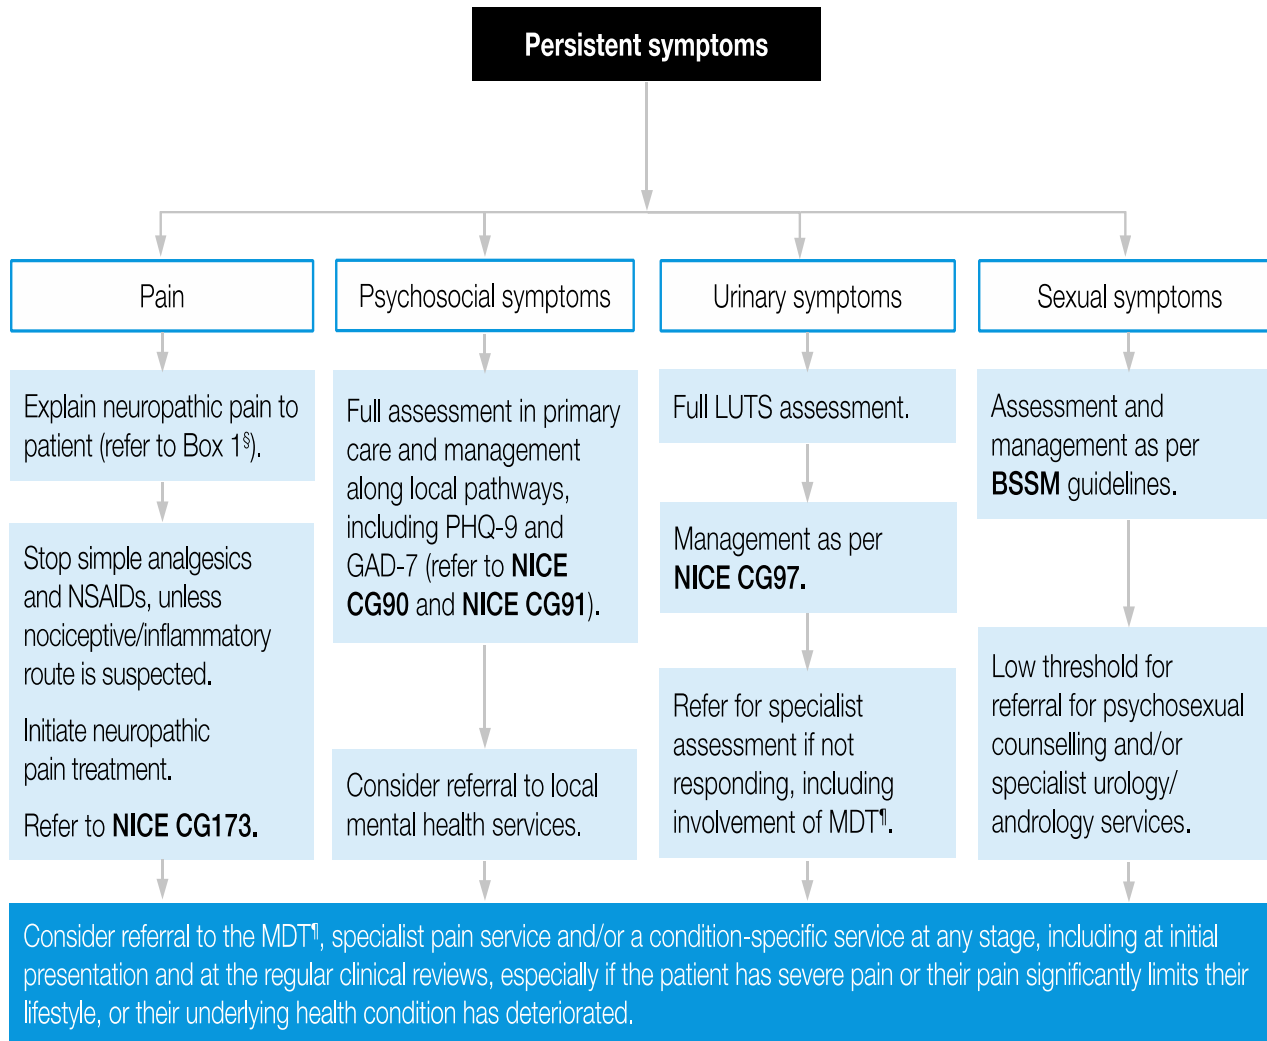 Persistent symptoms
Pain
Explain neuropathic pain to
patient (refer to Box 1§).
Stop simple analgesics
and NSAIDs, unless
nociceptive/inflammatory
route is suspected.
Initiate neuropathic
pain treatment.
Refer to NICE CG173.
Psychosocial symptoms
Full assessment in primary
care and management
along local pathways,
including PHQ-9 and
GAD-7 (refer to NICE
CG90 and NICE CG91).
Consider referral to local
mental health services.
Urinary symptoms
Full LUTS assessment.
Management as per
NICE CG97.
Refer for specialist
assessment if not
responding, including
involvement of MDT¶.
Sexual symptoms
Assessment and
management as per
BSSM guidelines.
Low threshold for
referral for psychosexual
counselling and/or
specialist urology/
andrology services.
Consider referral to the MDT¶, specialist pain service and/or a condition-specific service at any stage, including at initial
presentation and at the regular clinical reviews, especially if the patient has severe pain or their pain significantly limits their
lifestyle, or their underlying health condition has deteriorated.